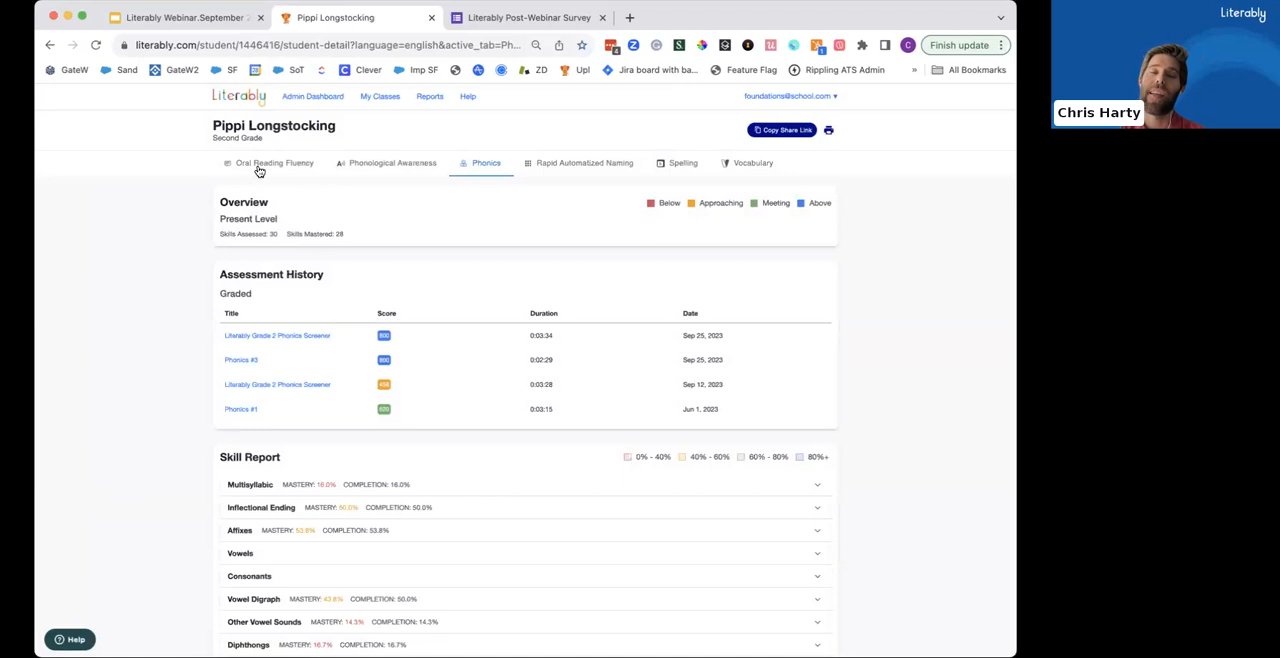 Literably Webinar.September 2
Pippi Longstocking
Literably Post-Webinar Survey
literably.com/student/1446416/student-detail?language=english&active_tab=Ph...
Finish update
GateW
Sand
GateW2
SF
SoT
Clever
Imp SF
ZD
Upl
Jira board with ba...
Feature Flag
Rippling ATS Admin
»
All Bookmarks
Literably
Admin Dashboard
My Classes
Reports
Help
foundations@school.com
Pippi Longstocking
Second Grade
Copy Share Link
Oral Reading Fluency
Phonological Awareness
Phonics
Rapid Automatized Naming
Spelling
Vocabulary
Overview
Below
Approaching
Meeting
Above
Present Level
Skills Assessed: 30 Skills Mastered: 28
Assessment History
Graded
Title Score Duration Date
Literably Grade 2 Phonics Screener 800 0:03:34 Sep 25, 2023
Phonics #3 800 0:02:29 Sep 25, 2023
Literably Grade 2 Phonics Screener 0:03:28 Sep 12, 2023
Phonics #1 0:03:15 Jun 1, 2023
Skill Report
0% - 40%
40% - 60%
60% - 80%
80%+
Multisyllabic MASTERY: 16.0% COMPLETION: 16.0%
Inflectional Ending MASTERY: 50.0% COMPLETION: 50.0%
Affixes MASTERY: 53.8% COMPLETION: 53.8%
Vowels
Consonants
Vowel Digraph MASTERY: 43.8% COMPLETION: 50.0%
Other Vowel Sounds MASTERY: 14.3% COMPLETION: 14.3%
Diphthongs MASTERY: 16.7% COMPLETION: 16.7%
Help
Literably
Chris Harty